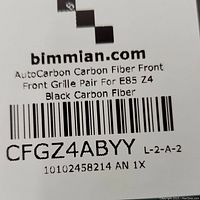 bimmian.com
AutoCarbon Carbon Fiber Front
Front Grille Pair For E85 Z4
Black Carbon Fiber
CFGZ4ABYY L-2-A-2
10102458214 AN 1X